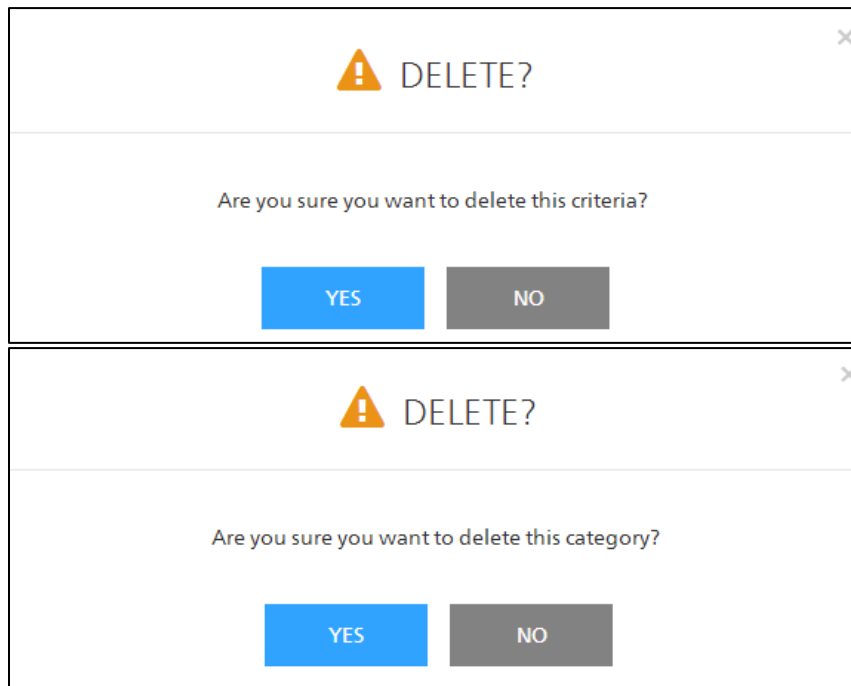 DELETE?
Are you sure you want to delete this criteria?
YES NO
DELETE?
Are you sure you want to delete this category?
YES NO